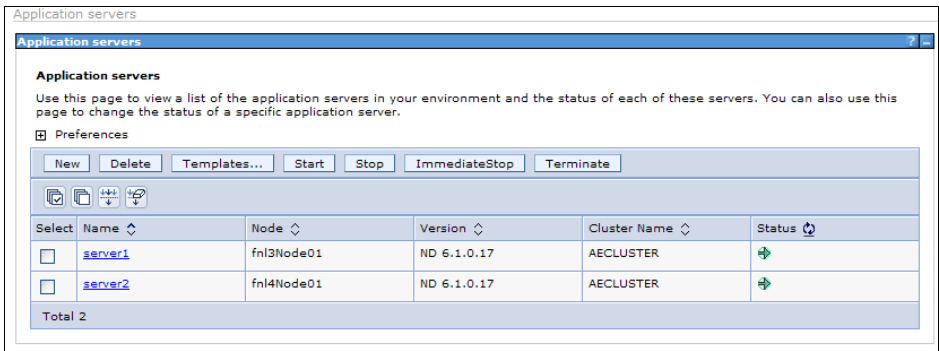 Application servers
Application servers ? _
Application servers
Use this page to view a list of the application servers in your environment and the status of each of these servers. You can also use this
page to change the status of a specific application server.
Preferences
New Delete Templates... Start Stop ImmediateStop Terminate
Select Name Node Version Cluster Name Status
server1 fnl3Node01 ND 6.1.0.17 AECLUSTER
server2 fnl4Node01 ND 6.1.0.17 AECLUSTER
Total 2